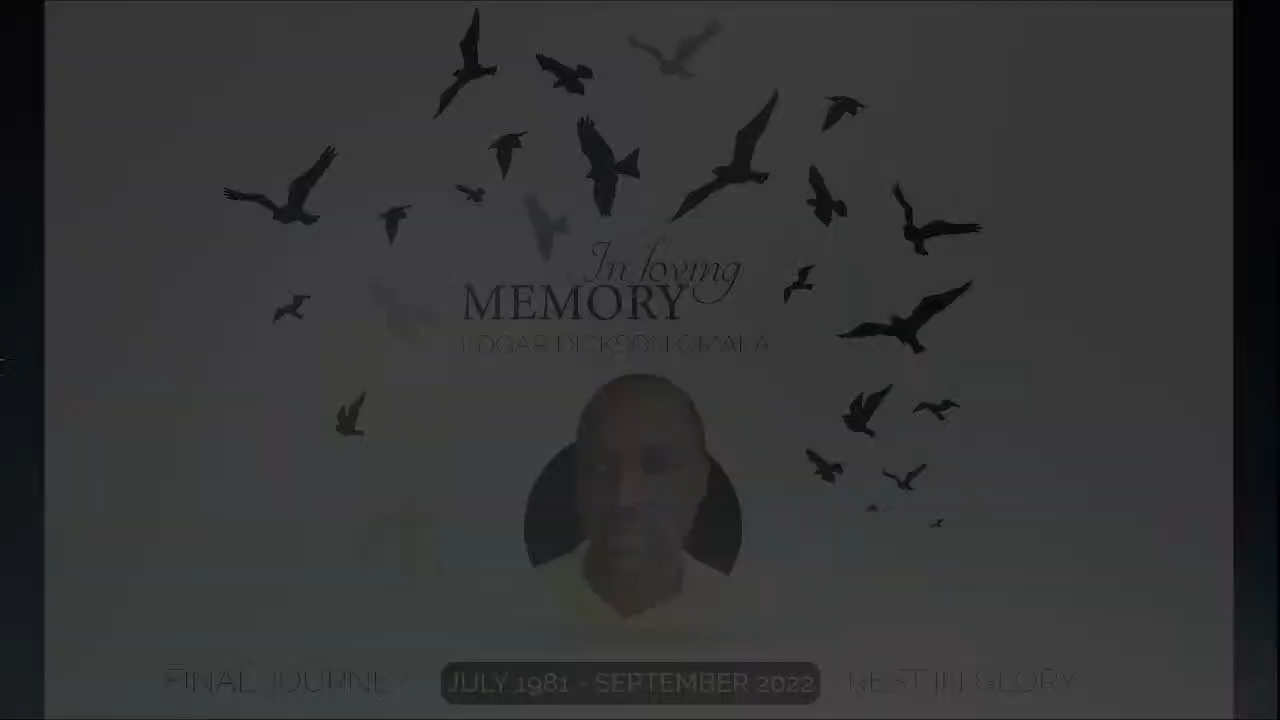 In loving
MEMORY
EDGAR DICKSON
FINAL JOURNEY
JULY 1981 - SEPTEMBER 2022
REST IN GLORY